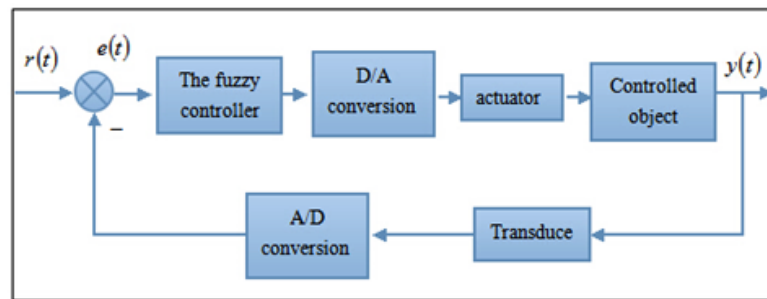 r(t)
e(t)
The fuzzy
controller
D/A
conversion
actuator
Controlled
object
y(t)
−
A/D
conversion
Transduce